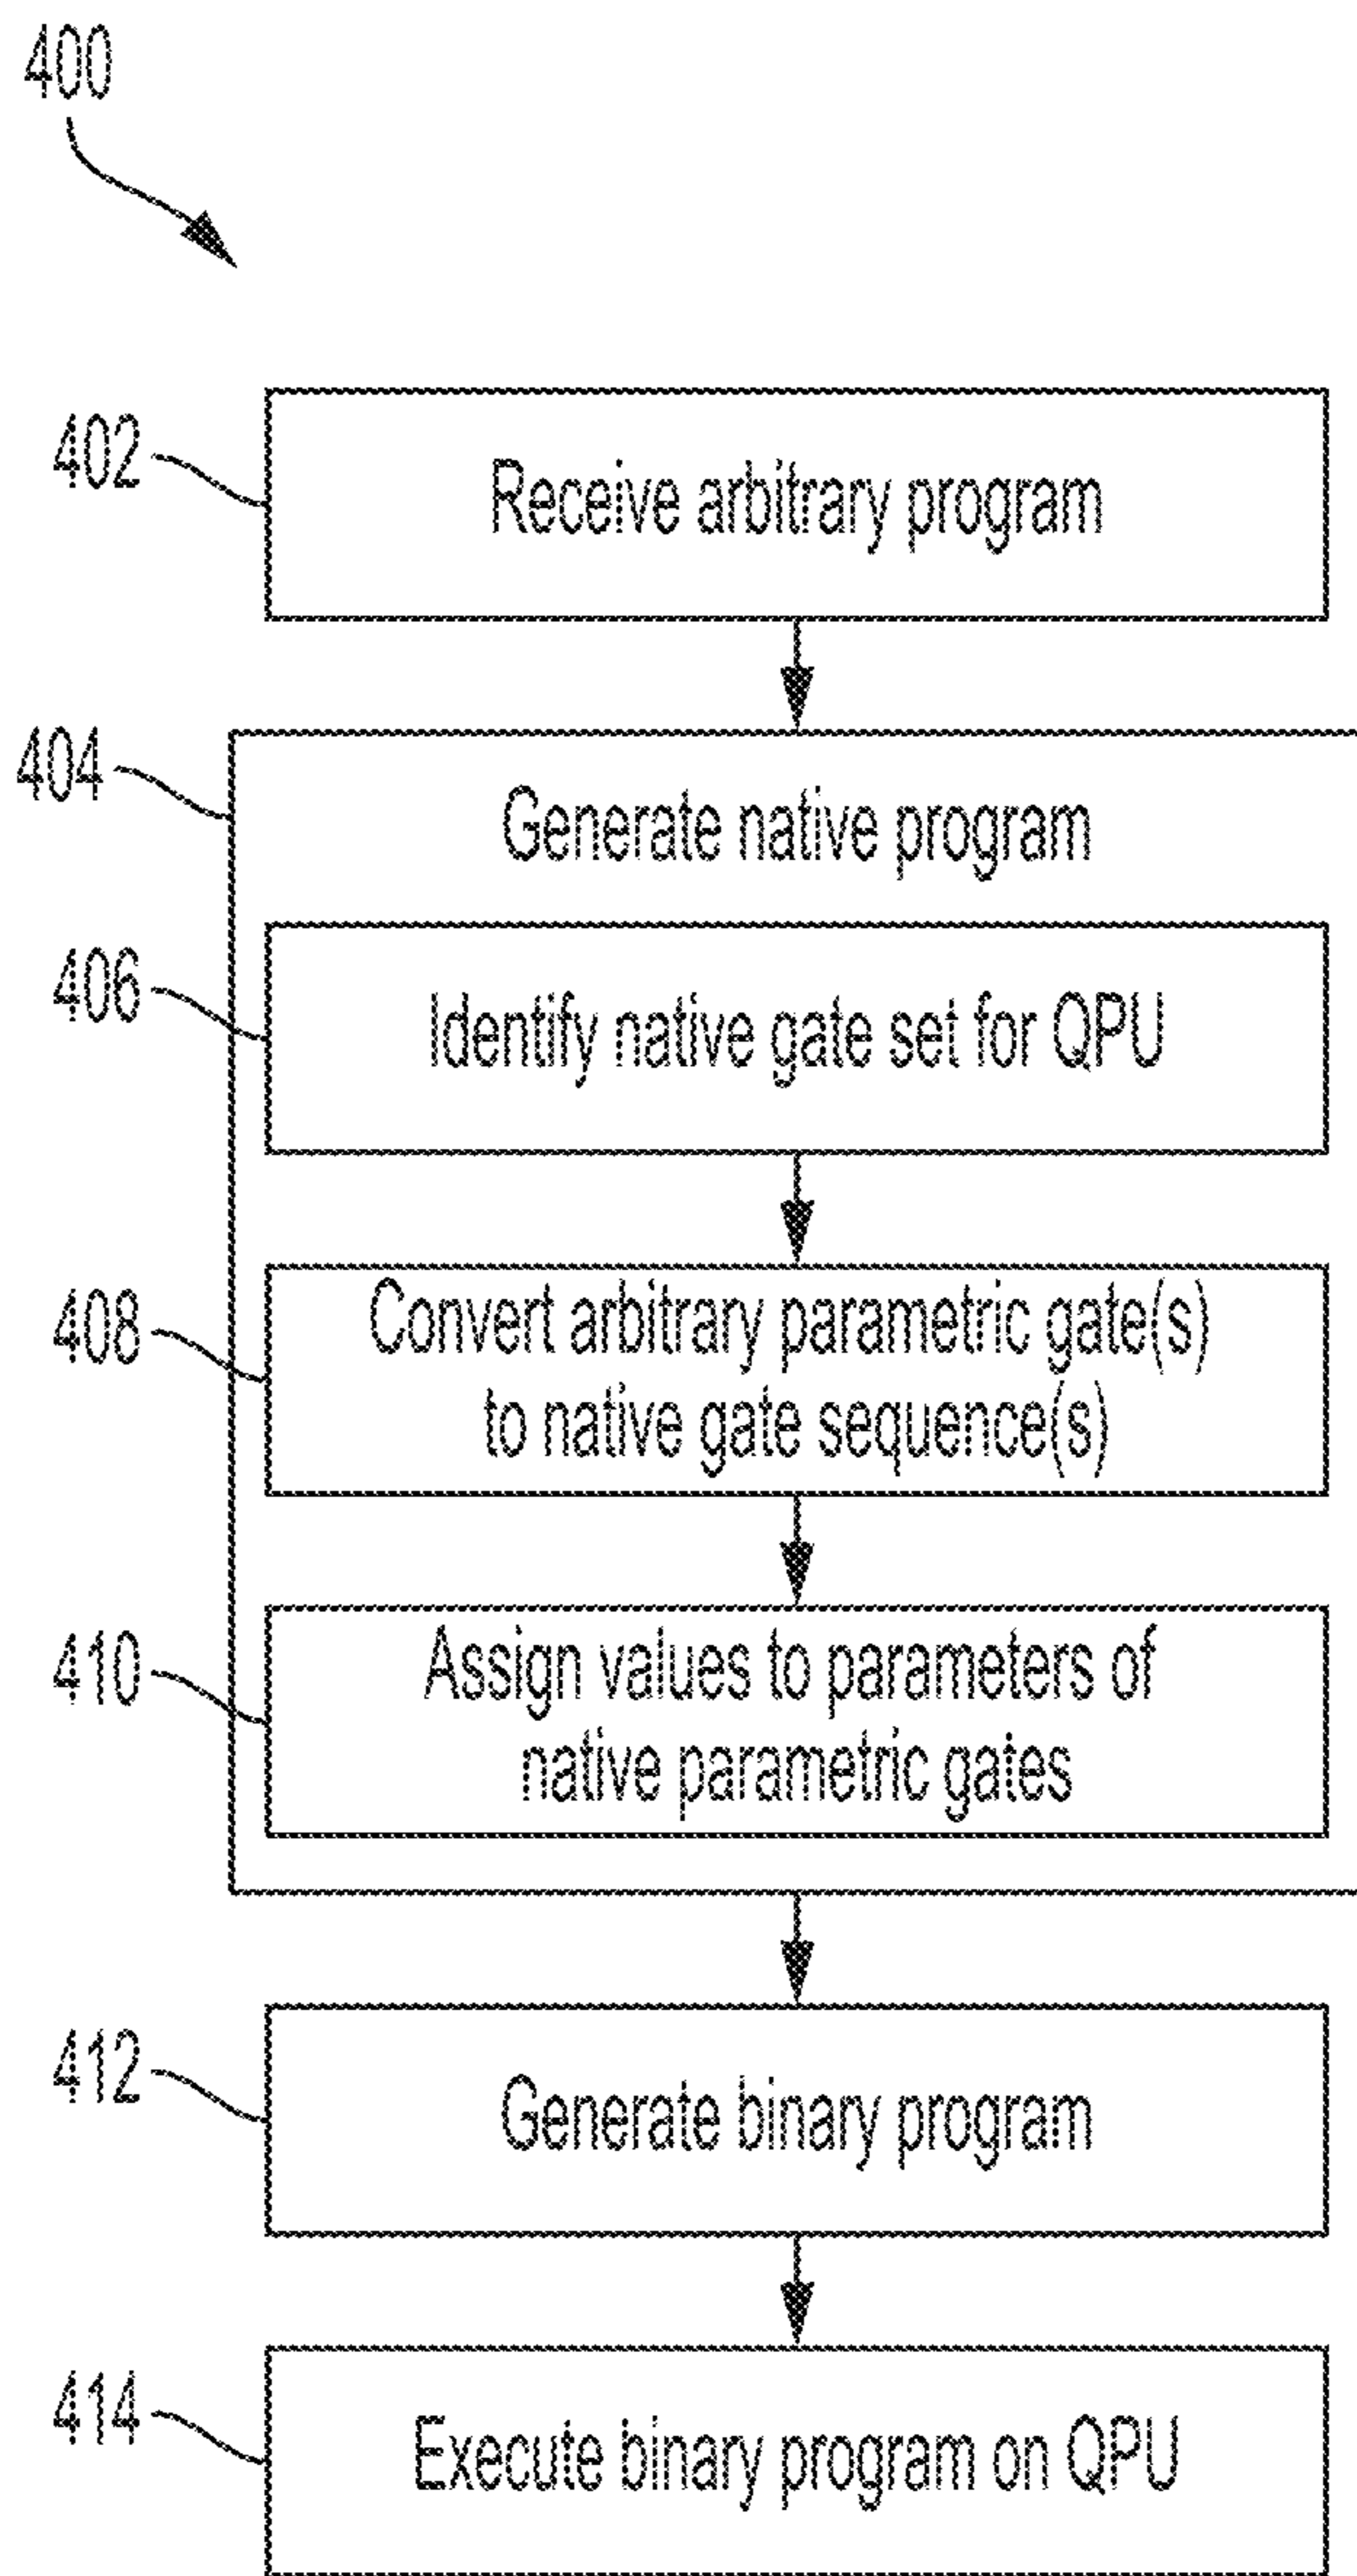 400
402
Receive arbitrary program
404
Generate native program
406
Identify native gate set for QPU
408
Convert arbitrary parametric gate(s)
to native gate sequence(s)
410
Assign values to parameters of
native parametric gates
412
Generate binary program
414
Execute binary program on QPU